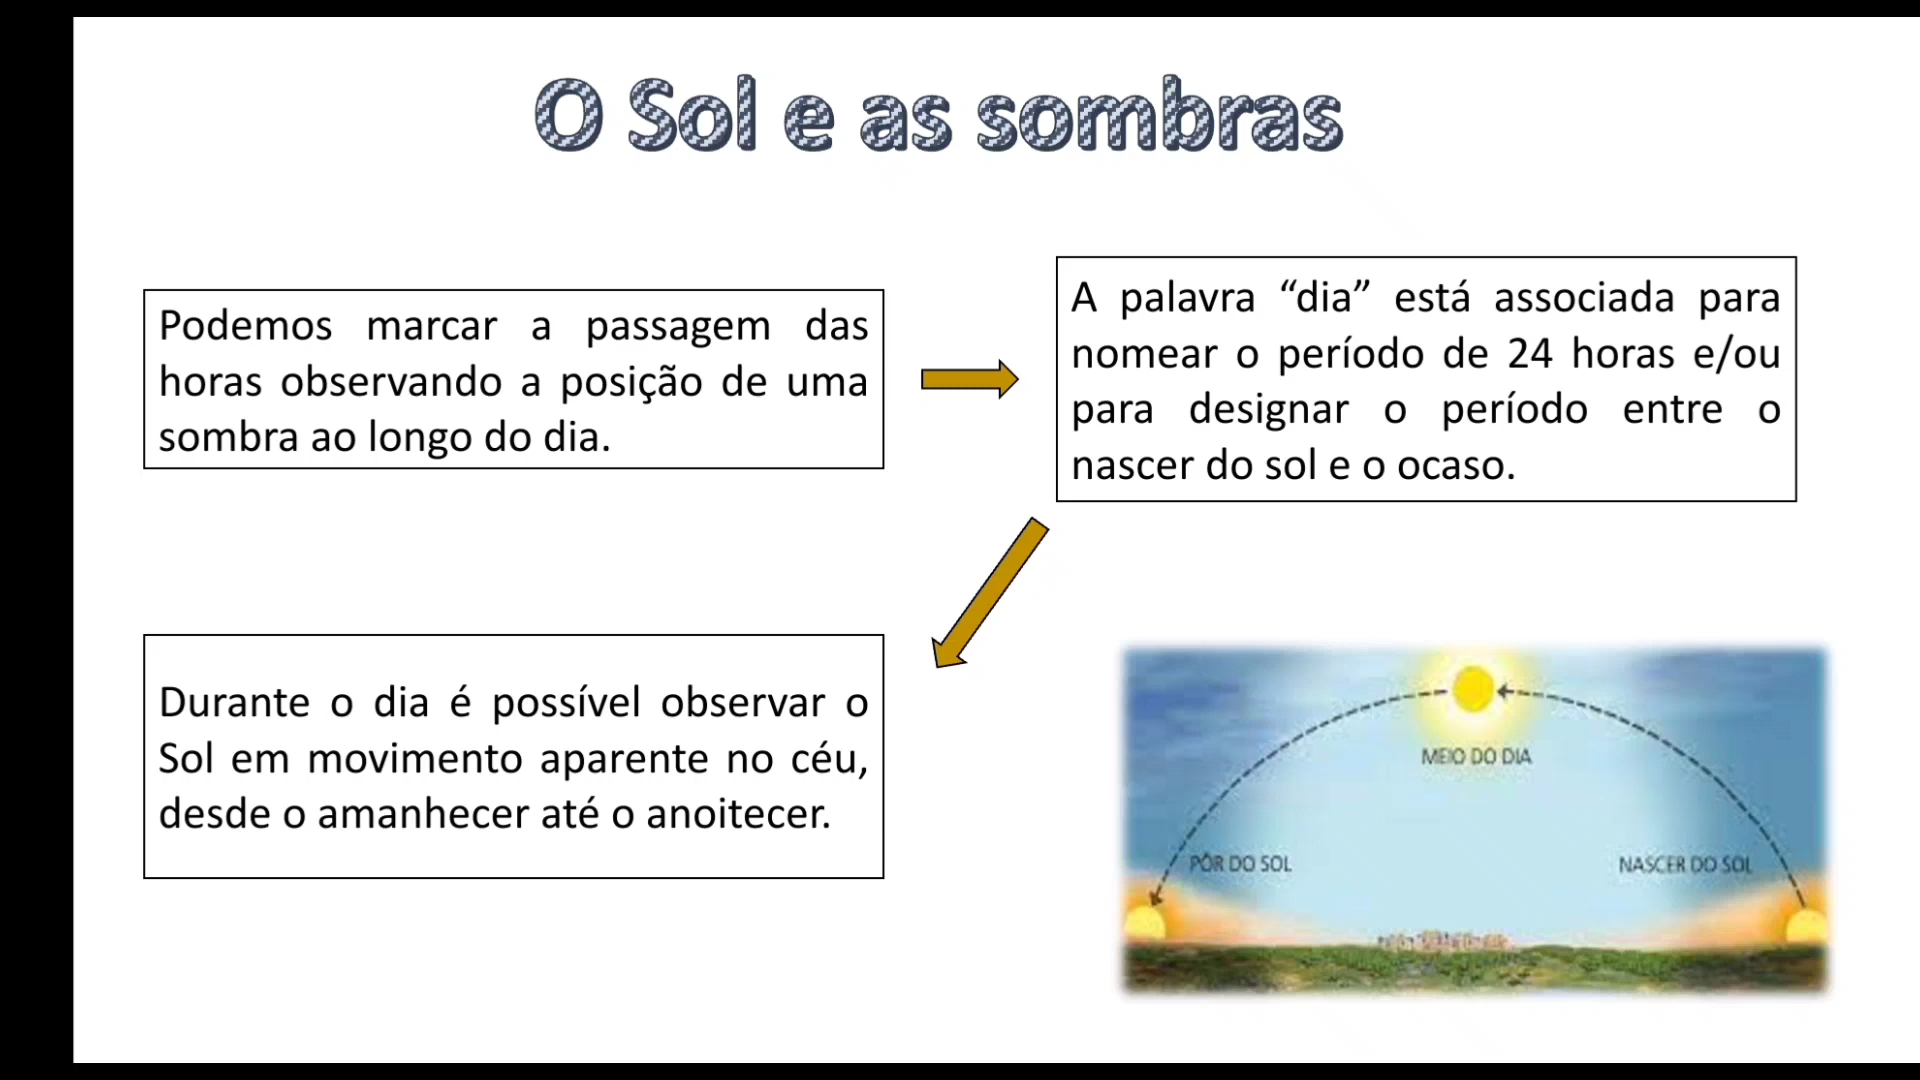 O Sol e as sombras
Podemos marcar a passagem das
horas observando a posição de uma
sombra ao longo do dia.
A palavra “dia” está associada para
nomear o período de 24 horas e/ou
para designar o período entre o
nascer do sol e o ocaso.
Durante o dia é possível observar o
Sol em movimento aparente no céu,
desde o amanhecer até o anoitecer.
MEIO DO DIA
PÔR DO SOL
NASCER DO SOL